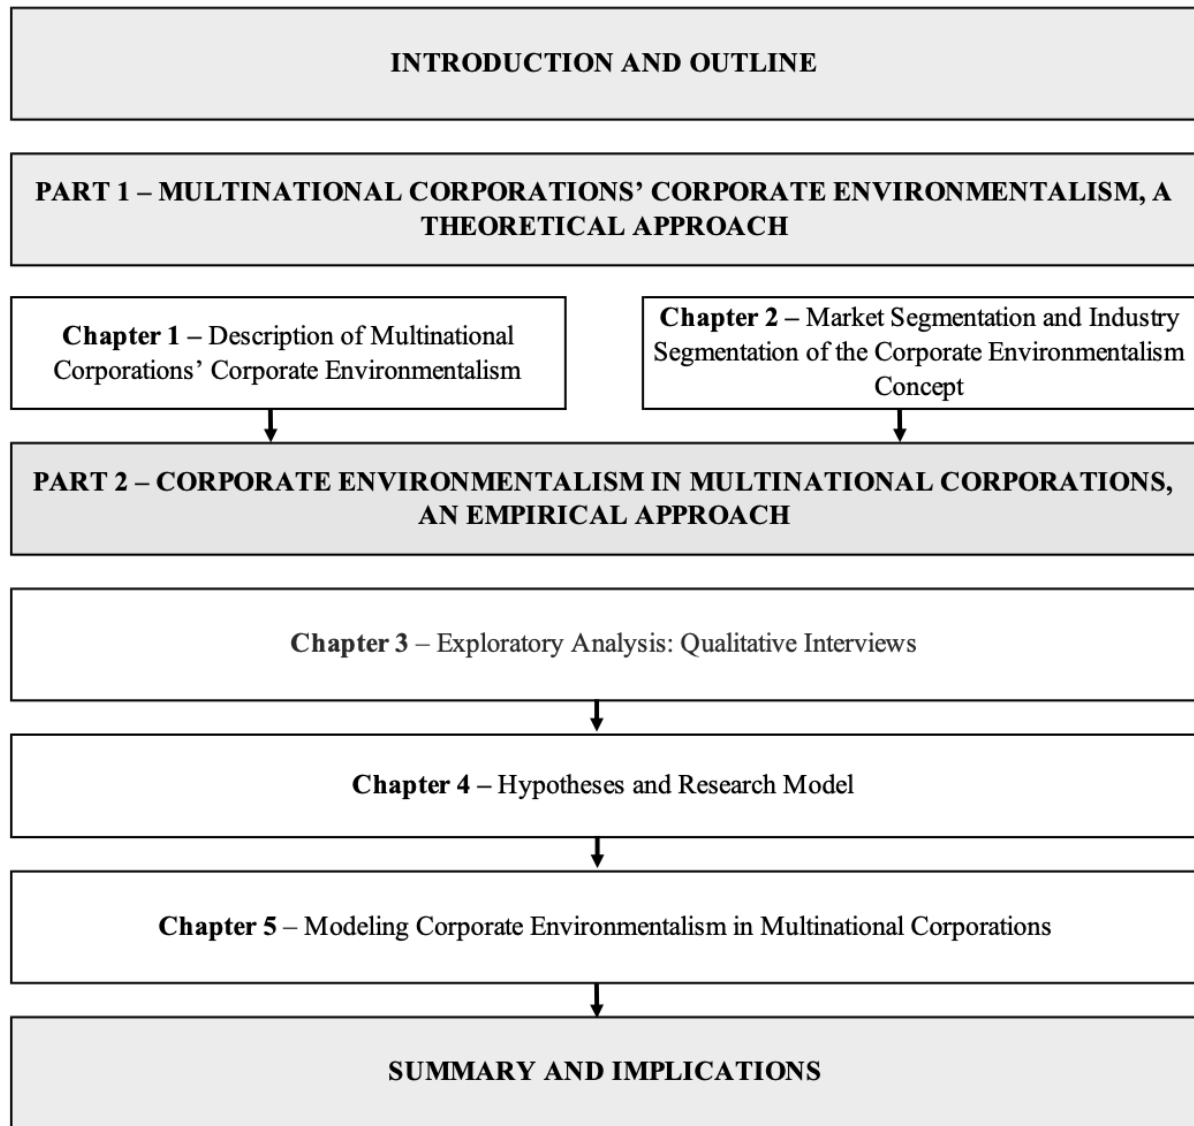 INTRODUCTION AND OUTLINE
PART 1 – MULTINATIONAL CORPORATIONS’ CORPORATE ENVIRONMENTALISM, A
THEORETICAL APPROACH
Chapter 1 – Description of Multinational
Corporations’ Corporate Environmentalism
Chapter 2 – Market Segmentation and Industry
Segmentation of the Corporate Environmentalism
Concept
PART 2 – CORPORATE ENVIRONMENTALISM IN MULTINATIONAL CORPORATIONS,
AN EMPIRICAL APPROACH
Chapter 3 – Exploratory Analysis: Qualitative Interviews
Chapter 4 – Hypotheses and Research Model
Chapter 5 – Modeling Corporate Environmentalism in Multinational Corporations
SUMMARY AND IMPLICATIONS